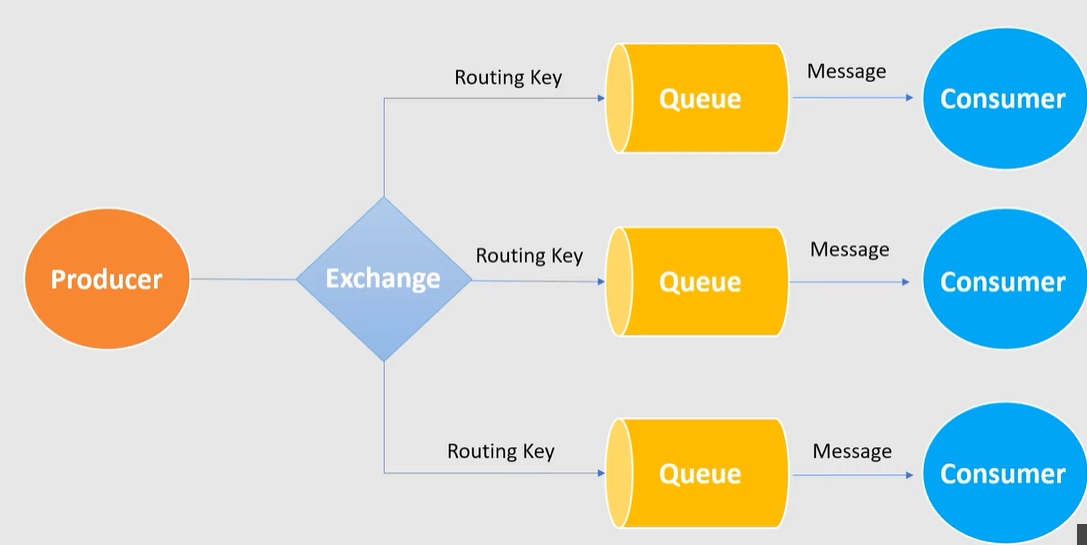 Routing Key
Queue
Message
Consumer
Producer
Exchange
Routing Key
Queue
Message
Consumer
Routing Key
Queue
Message
Consumer